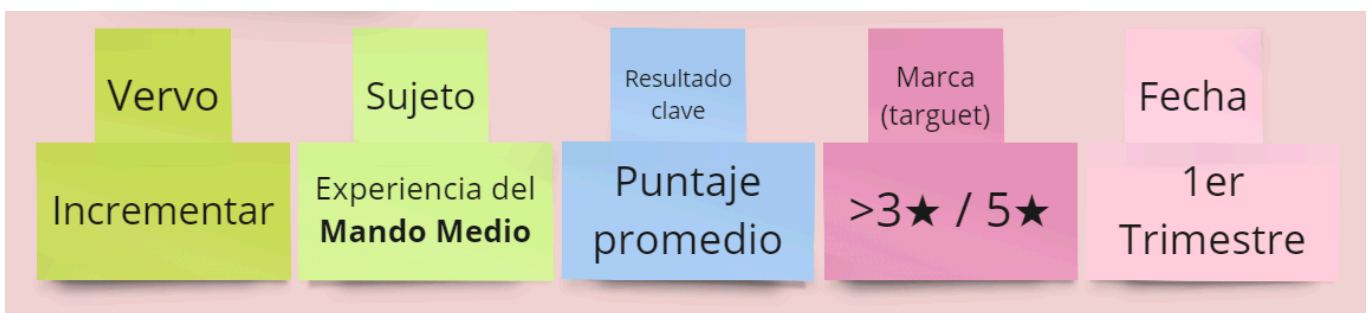 Vervo
Sujeto
Resultado
clave
Marca
(targuet)
Fecha
Incrementar
Experiencia del
Mando Medio
Puntaje
promedio
>3★ / 5★
1er
Trimestre